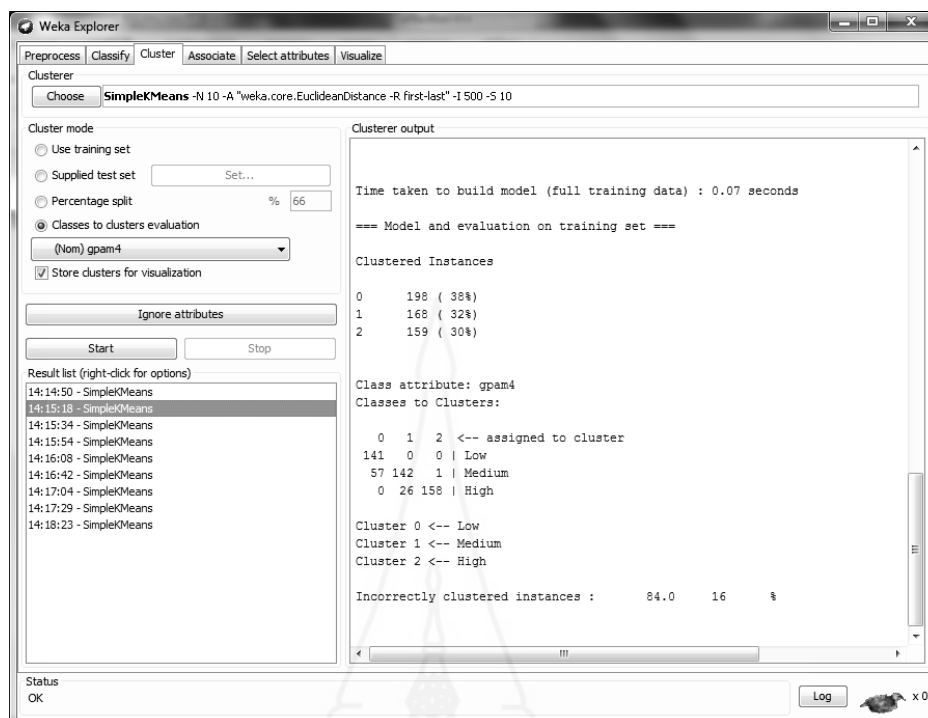 Weka Explorer
Preprocess Classify Cluster Associate Select attributes Visualize
Clusterer
Choose SimpleKMeans -N 10 -A "weka.core.EuclideanDistance -R first-last" -I 500 -S 10
Cluster mode
Use training set
Supplied test set Set...
Percentage split % 66
Classes to clusters evaluation
(Nom) gpam4
Store clusters for visualization
Ignore attributes
Start Stop
Result list (right-click for options)
14:14:50 - SimpleKMeans
14:15:18 - SimpleKMeans
14:15:34 - SimpleKMeans
14:15:54 - SimpleKMeans
14:16:08 - SimpleKMeans
14:16:42 - SimpleKMeans
14:17:04 - SimpleKMeans
14:17:29 - SimpleKMeans
14:18:23 - SimpleKMeans
Clusterer output
Time taken to build model (full training data) : 0.07 seconds
=== Model and evaluation on training set ===
Clustered Instances
0 198 ( 38%)
1 168 ( 32%)
2 159 ( 30%)
Class attribute: gpam4
Classes to Clusters:
0 1 2 <-- assigned to cluster
141 0 0 | Low
57 142 1 | Medium
0 26 158 | High
Cluster 0 <-- Low
Cluster 1 <-- Medium
Cluster 2 <-- High
Incorrectly clustered instances : 84.0 16 %
Status
OK
Log x 0